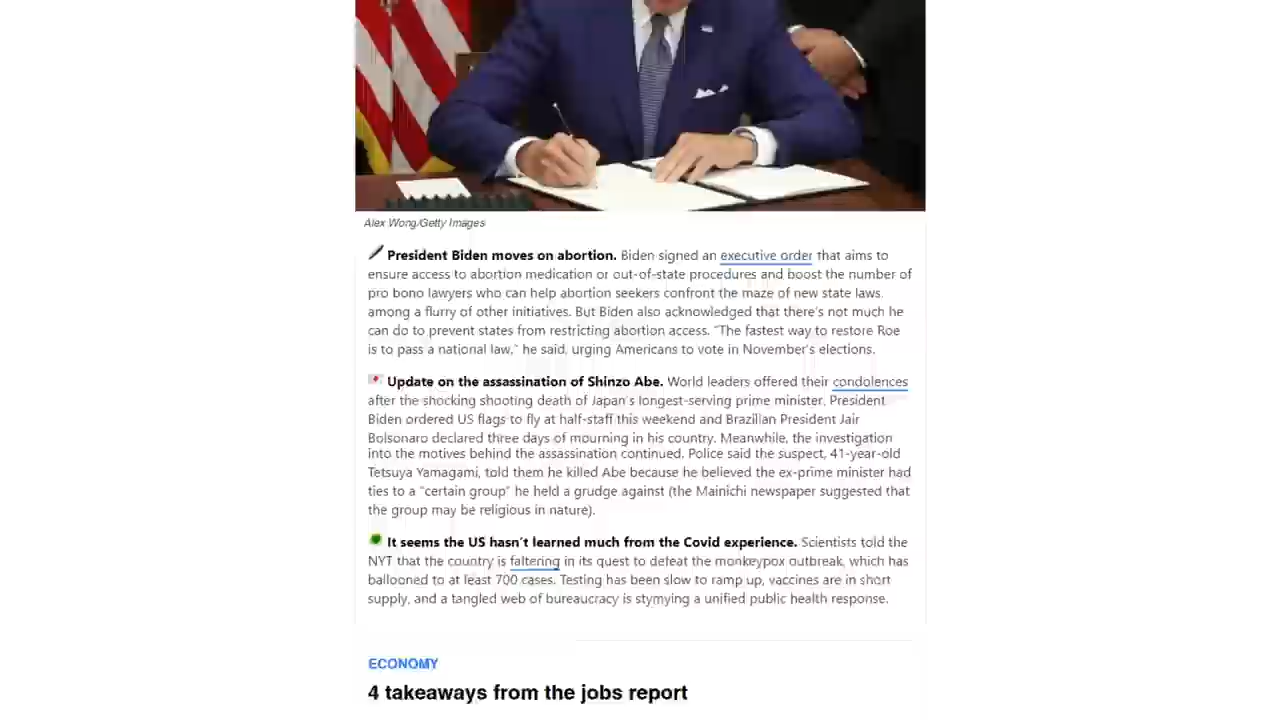 Alex Wong/Getty Images
President Biden moves on abortion. Biden signed an executive order that aims to
ensure access to abortion medication or out-of-state procedures and boost the number of
pro bono lawyers who can help abortion seekers confront the maze of new state laws,
among a flurry of other initiatives. But Biden also acknowledged that there's not much he
can do to prevent states from restricting abortion access. "The fastest way to restore Roe
is to pass a national law," he said, urging Americans to vote in November's elections.
Update on the assassination of Shinzo Abe. World leaders offered their condolences
after the shocking shooting death of Japan's longest-serving prime minister. President
Biden ordered US flags to fly at half-staff this weekend and Brazilian President Jair
Bolsonaro declared three days of mourning in his country. Meanwhile, the investigation
into the motives behind the assassination continued. Police said the suspect, 41-year-old
Tetsuya Yamagami, told them he killed Abe because he believed the ex-prime minister had
ties to a "certain group" he held a grudge against (the Mainichi newspaper suggested that
the group may be religious in nature).
It seems the US hasn't learned much from the Covid experience. Scientists told the
NYT that the country is faltering in its quest to defeat the monkeypox outbreak, which has
ballooned to at least 700 cases. Testing has been slow to ramp up, vaccines are in short
supply, and a tangled web of bureaucracy is stymying a unified public health response.
ECONOMY
4 takeaways from the jobs report